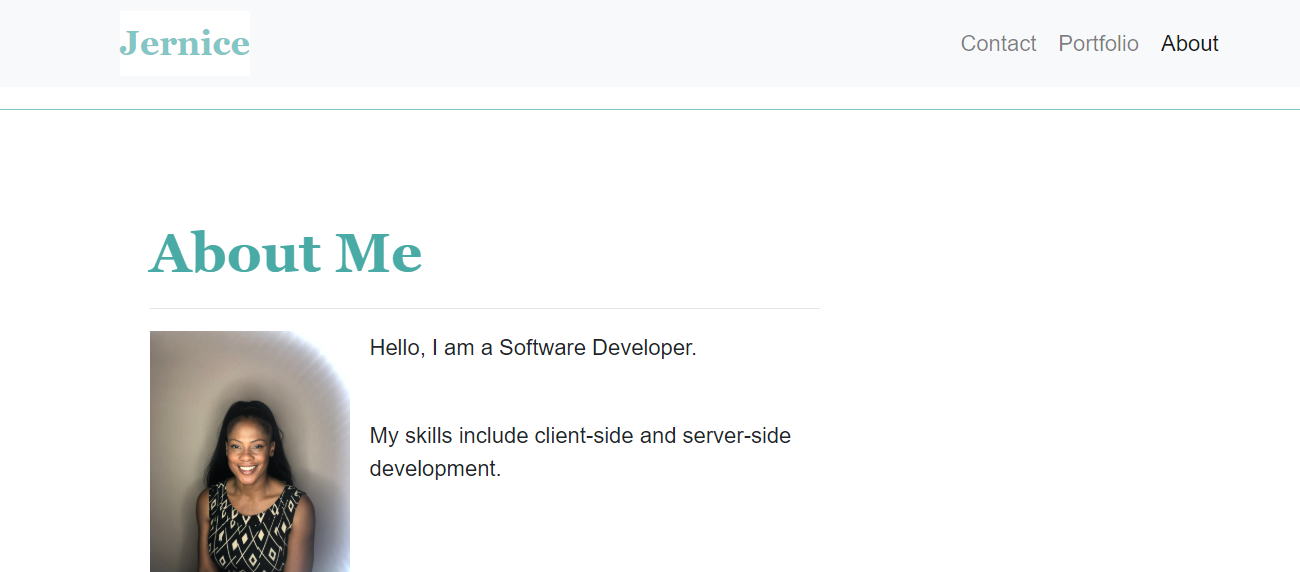 Jernice
Contact Portfolio About
About Me
Hello, I am a Software Developer.
My skills include client-side and server-side
development.